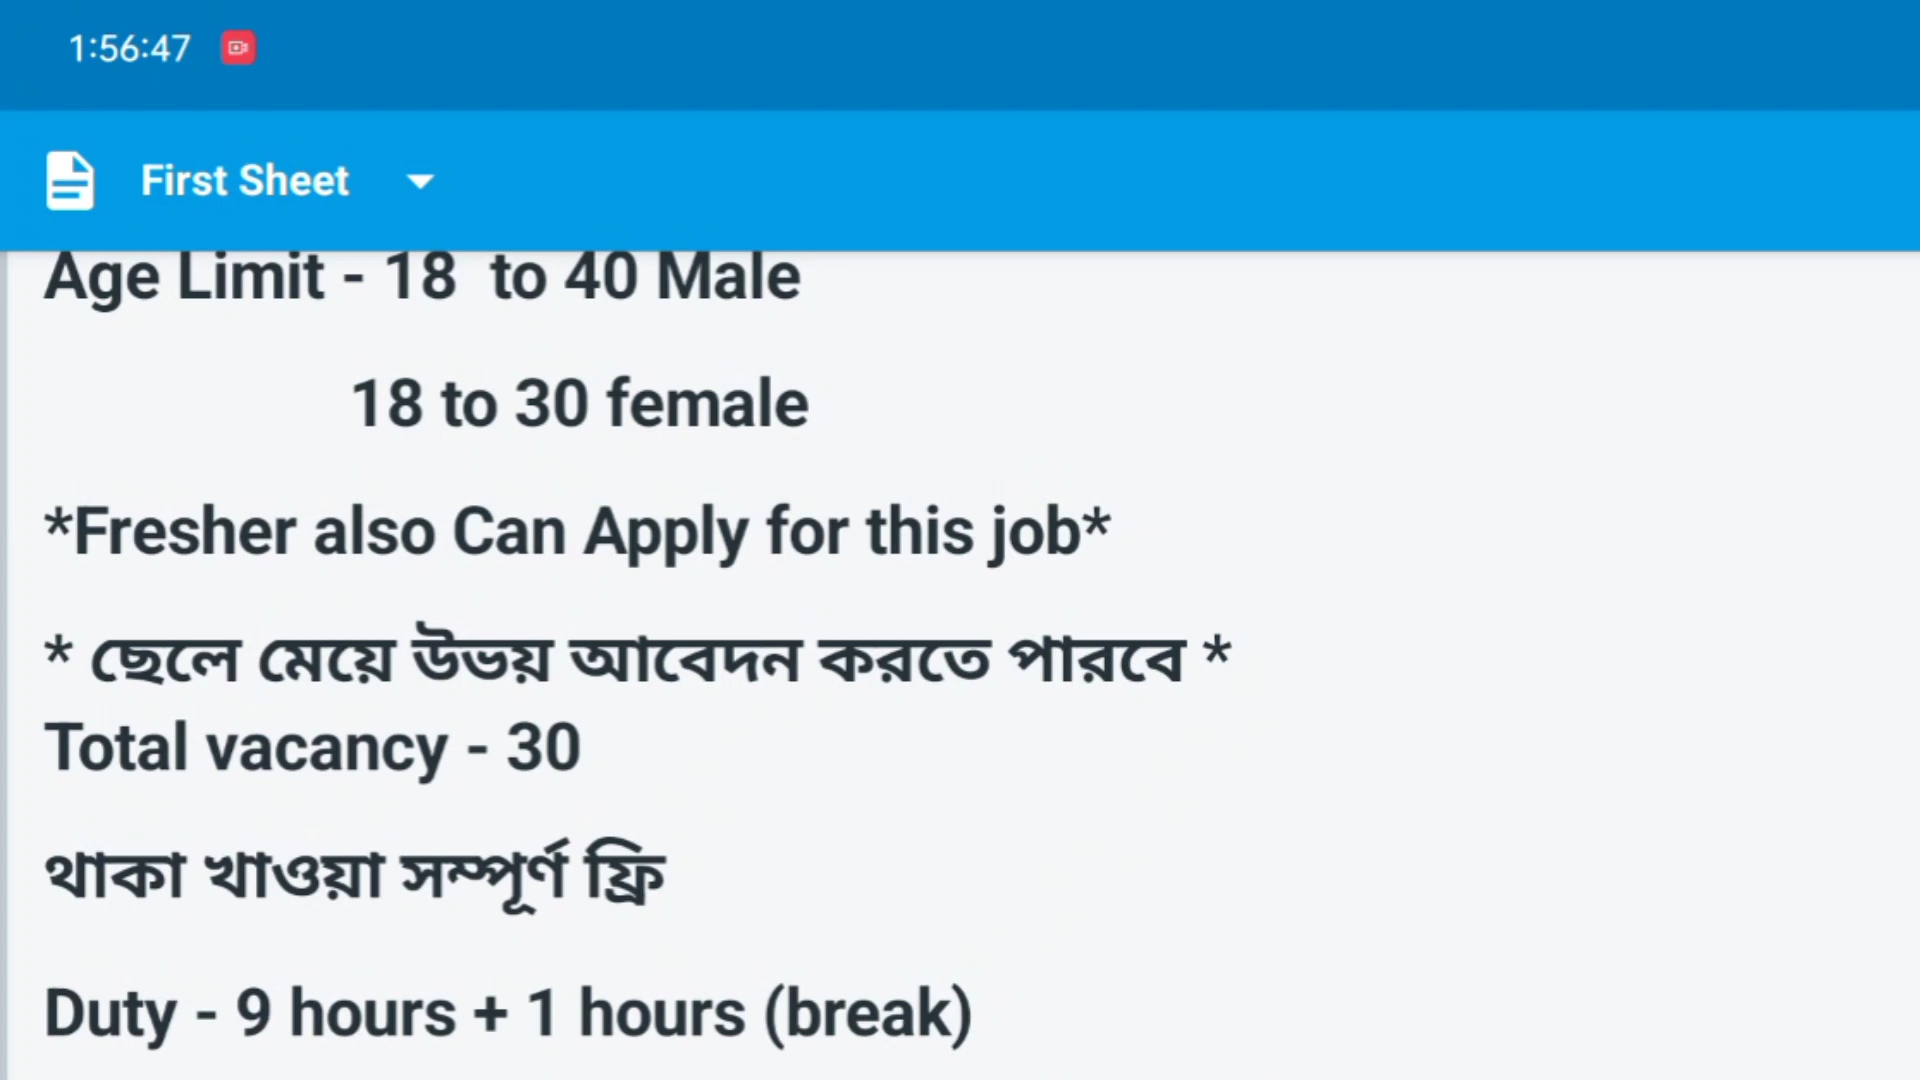 1:56:47
First Sheet
Age Limit - 18 to 40 Male
18 to 30 female
*Fresher also Can Apply for this job*
* ছেলে মেয়ে উভয় আবেদন করতে পারবে *
Total vacancy - 30
থাকা খাওয়া সম্পূর্ণ ফ্রি
Duty - 9 hours + 1 hours (break)